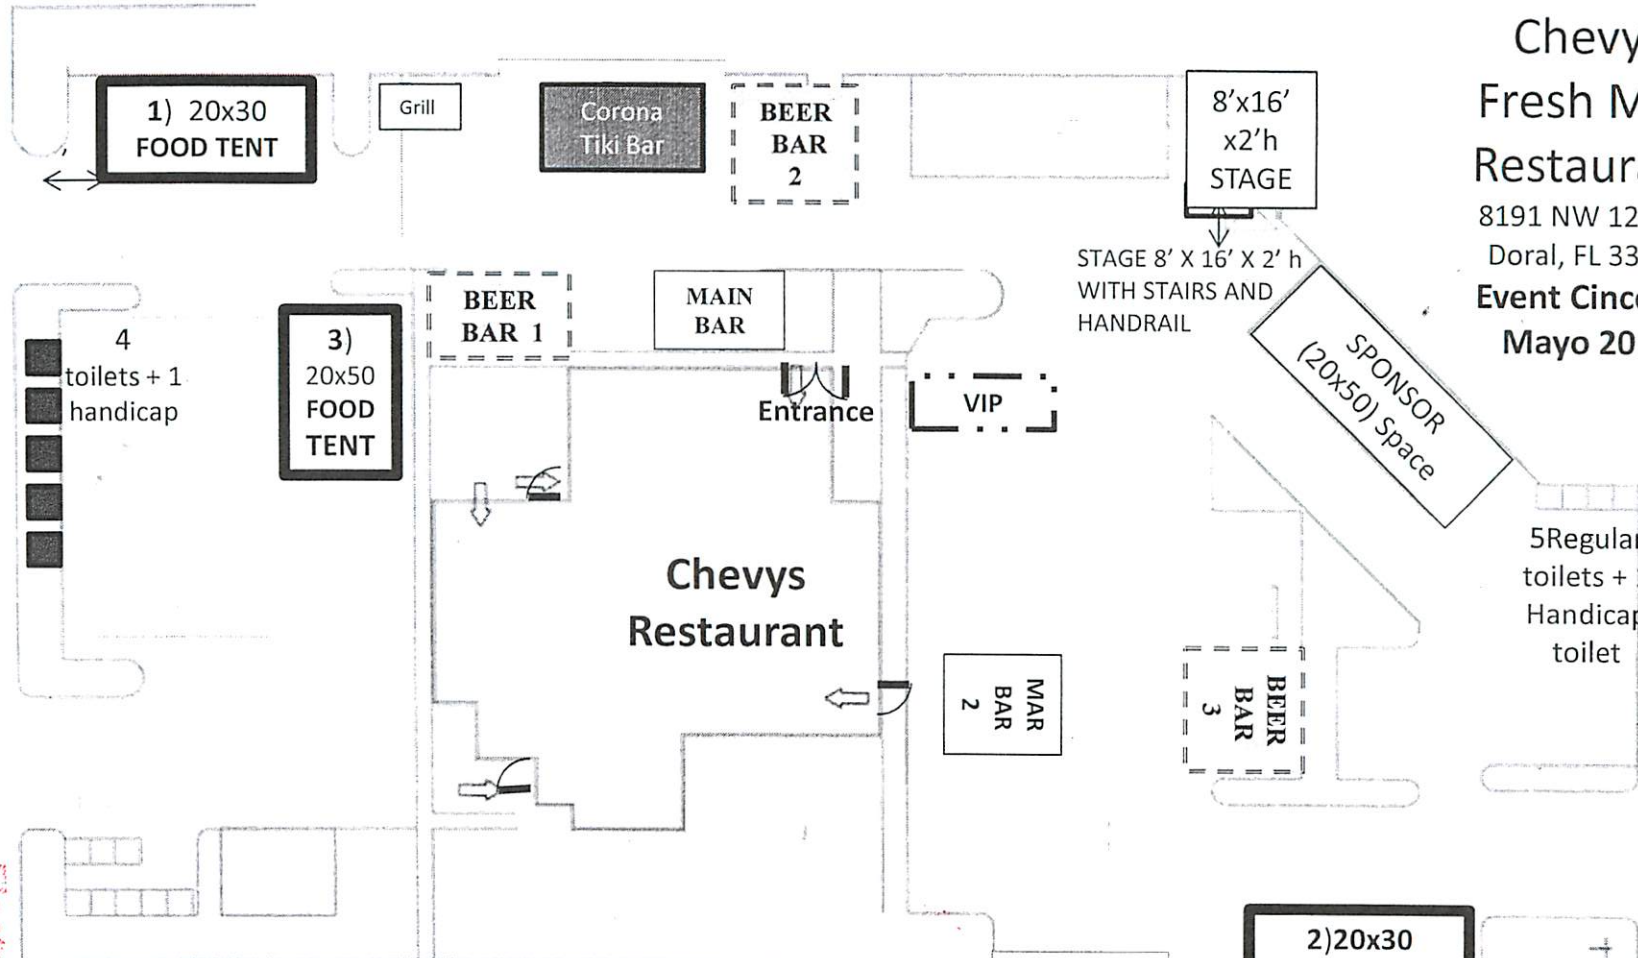 Chevy
Fresh M
Restaur
8191 NW 12
Doral, FL 33
Event Cinc
Mayo 20
1) 20x30
FOOD TENT
Grill
Corona
Tiki Bar
BEER
BAR
2
8'x16'
x2'h
STAGE
STAGE 8' X 16' X 2' h
WITH STAIRS AND
HANDRAIL
4
toilets + 1
handicap
3)
20x50
FOOD
TENT
BEER
BAR 1
MAIN
BAR
Entrance
VIP
SPONSOR
(20x50) Space
Chevys
Restaurant
5Regular
toilets +
Handicap
toilet
MAR
BAR
2
BEER
BAR
3
2)20x30